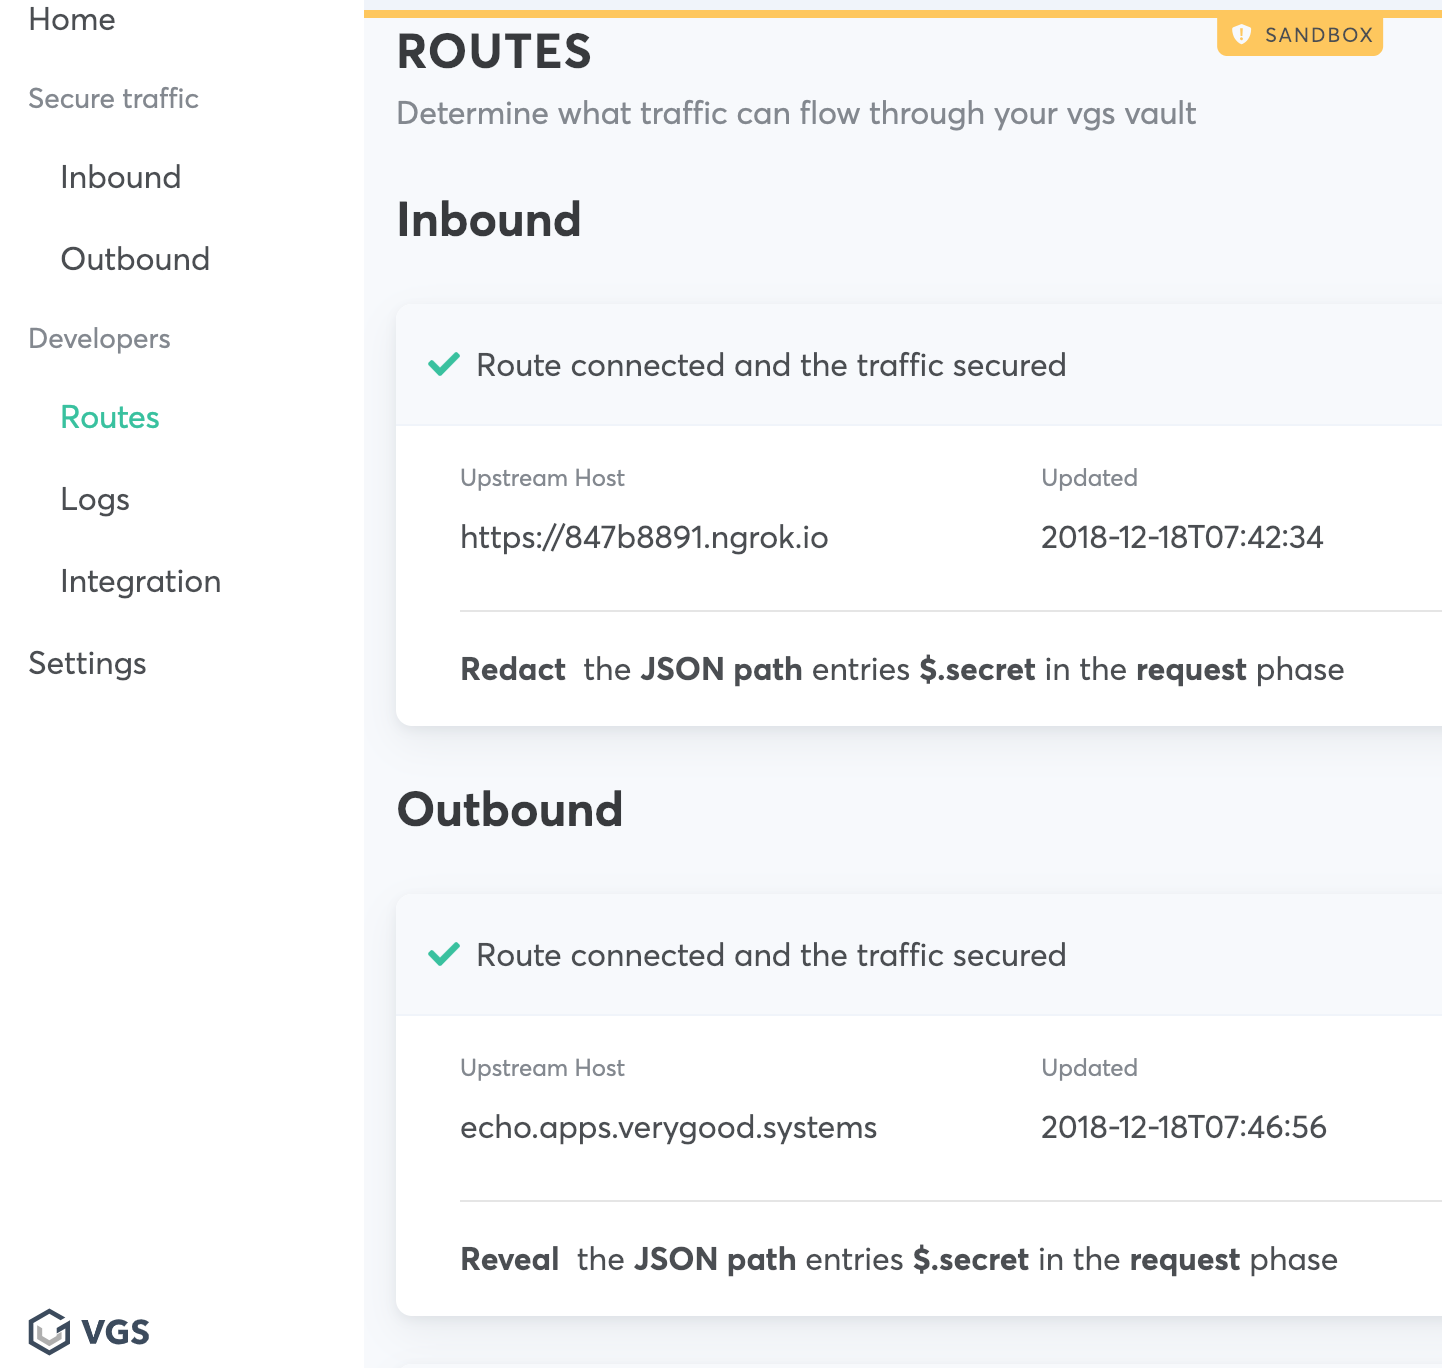 Home
Secure traffic
Inbound
Outbound
Developers
Routes
Logs
Integration
Settings
VGS
SANDBOX
ROUTES
Determine what traffic can flow through your vgs vault
Inbound
Route connected and the traffic secured
Upstream Host Updated
https://847b8891.ngrok.io 2018-12-18T07:42:34
Redact the JSON path entries $.secret in the request phase
Outbound
Route connected and the traffic secured
Upstream Host Updated
echo.apps.verygood.systems 2018-12-18T07:46:56
Reveal the JSON path entries $.secret in the request phase